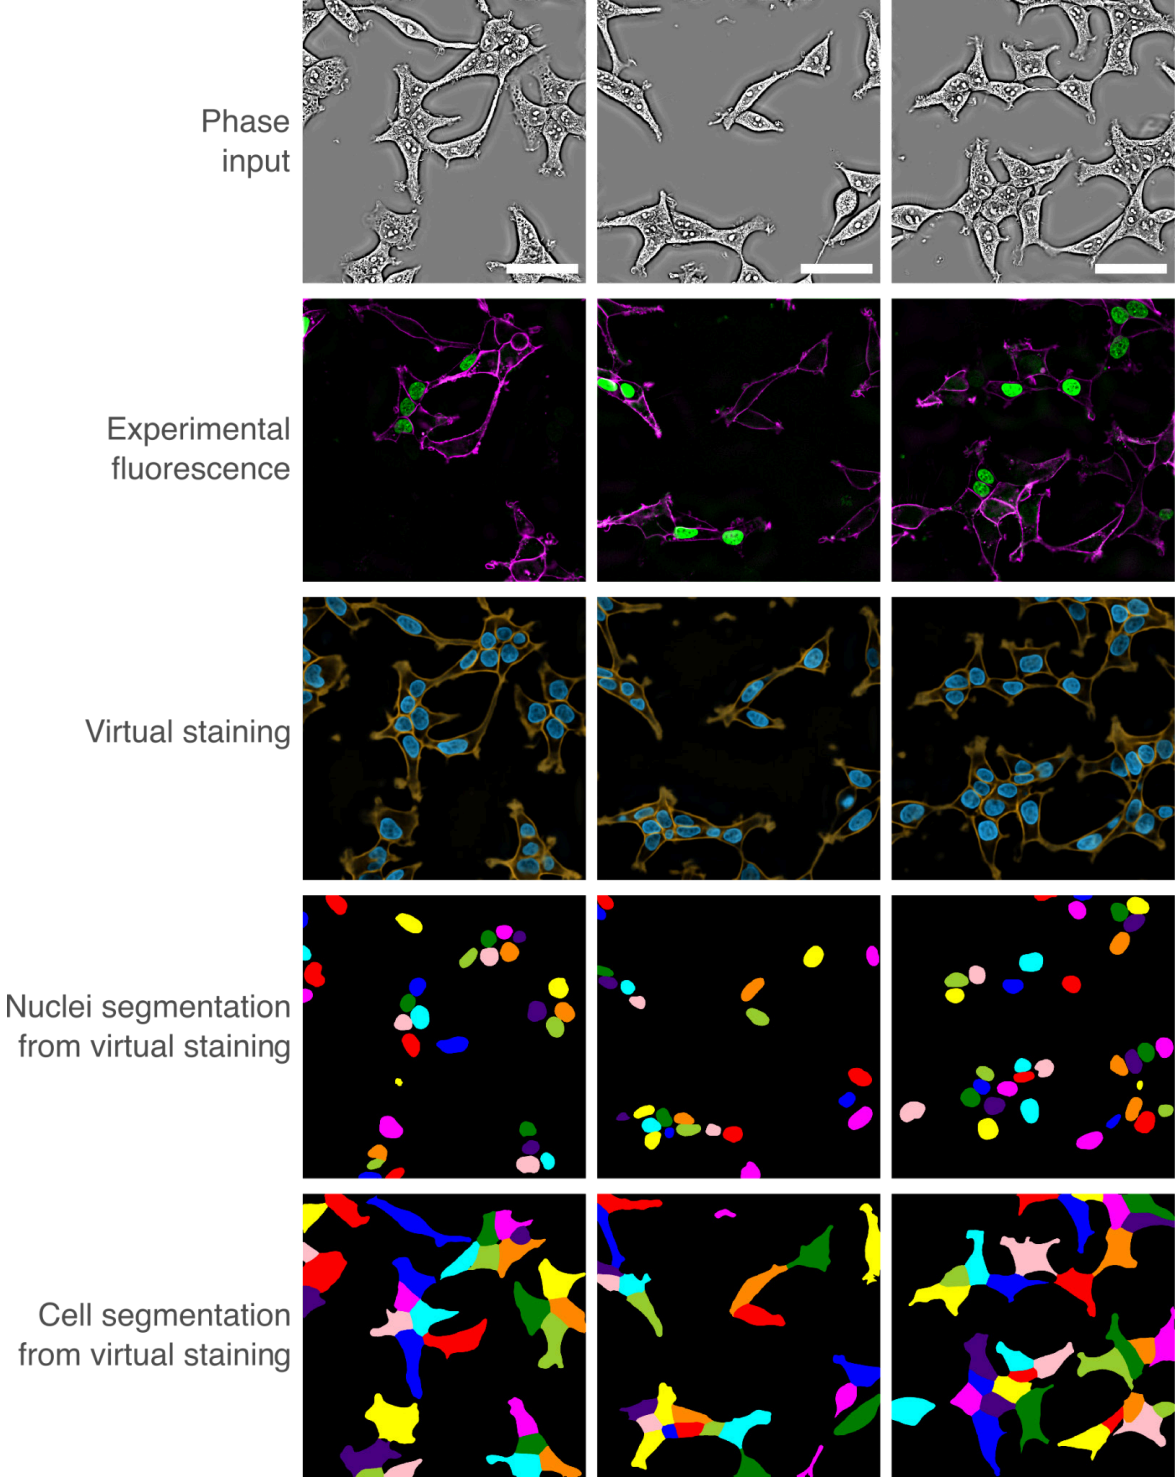 Phase
input
Experimental
fluorescence
Virtual staining
Nuclei segmentation
from virtual staining
Cell segmentation
from virtual staining